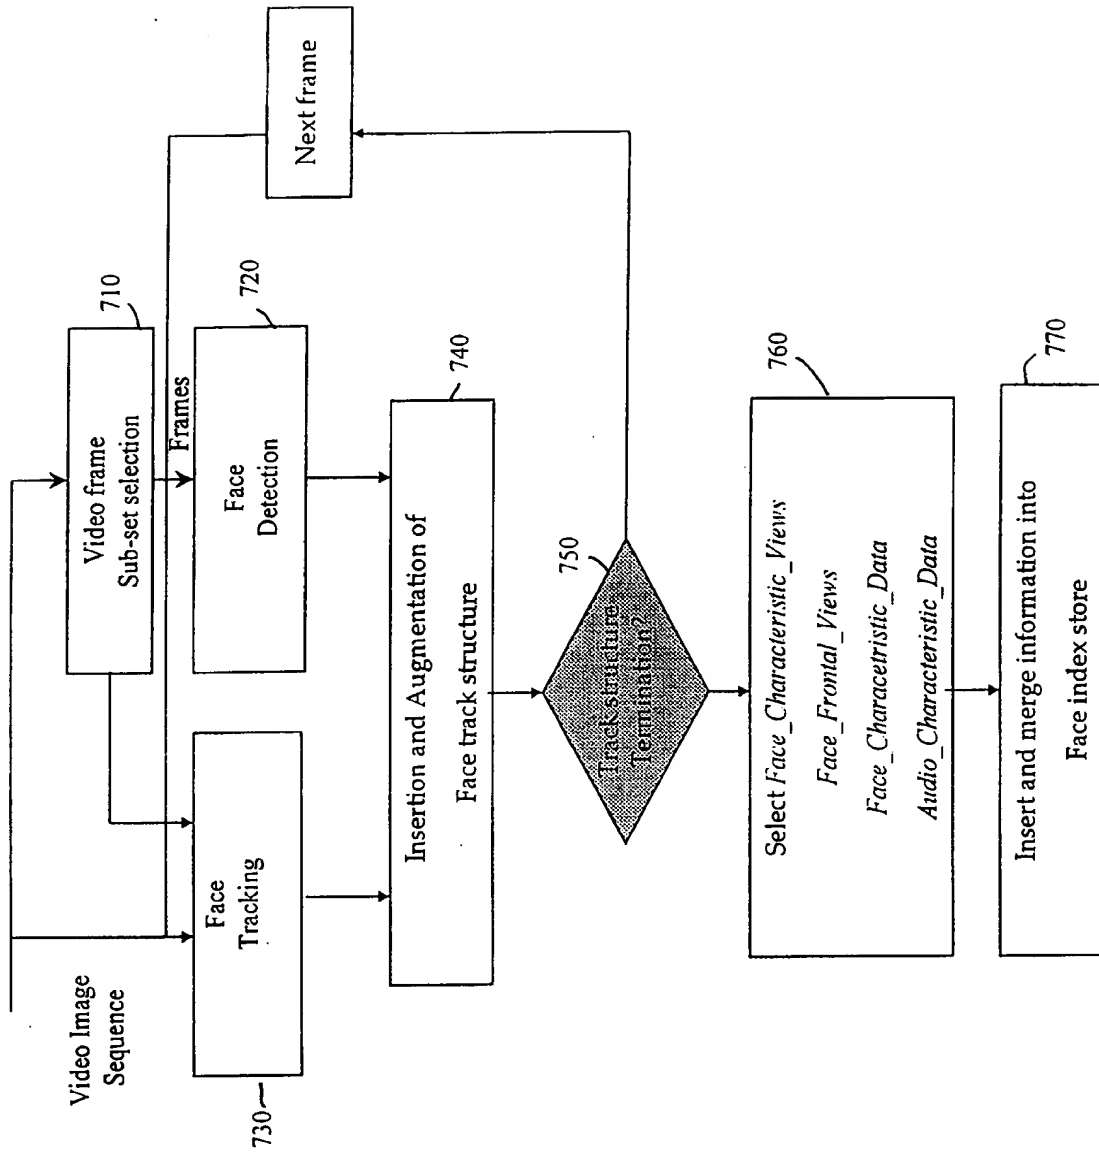 Video Image
Sequence
Video frame
Sub-set selection
710
Frames
Next frame
Face
Tracking
730
Face
Detection
720
Insertion and Augmentation of
Face track structure
740
Track structure
Termination?
750
Select Face_Characteristic_Views
Face_Frontal_Views
Face_Characetristic_Data
Audio_Characteristic_Data
760
Insert and merge information into
Face index store
770